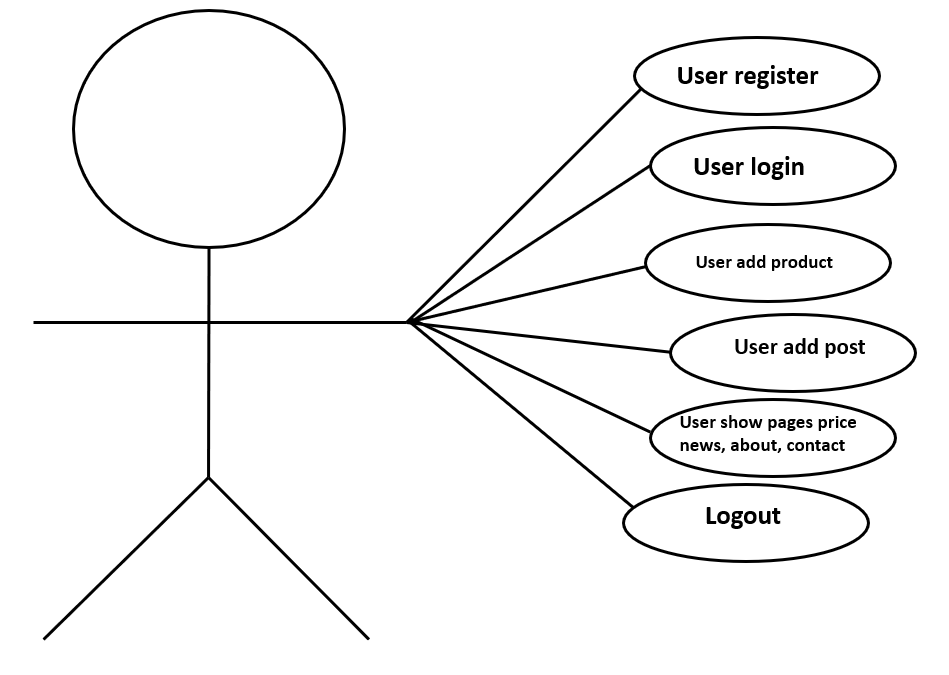 User register
User login
User add product
User add post
User show pages price
news, about, contact
Logout